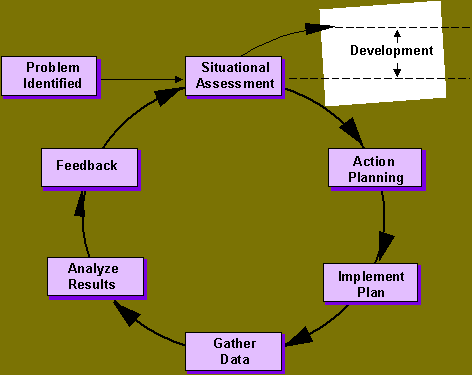 Problem
Identified
Situational
Assessment
Development
Action
Planning
Implement
Plan
Gather
Data
Analyze
Results
Feedback